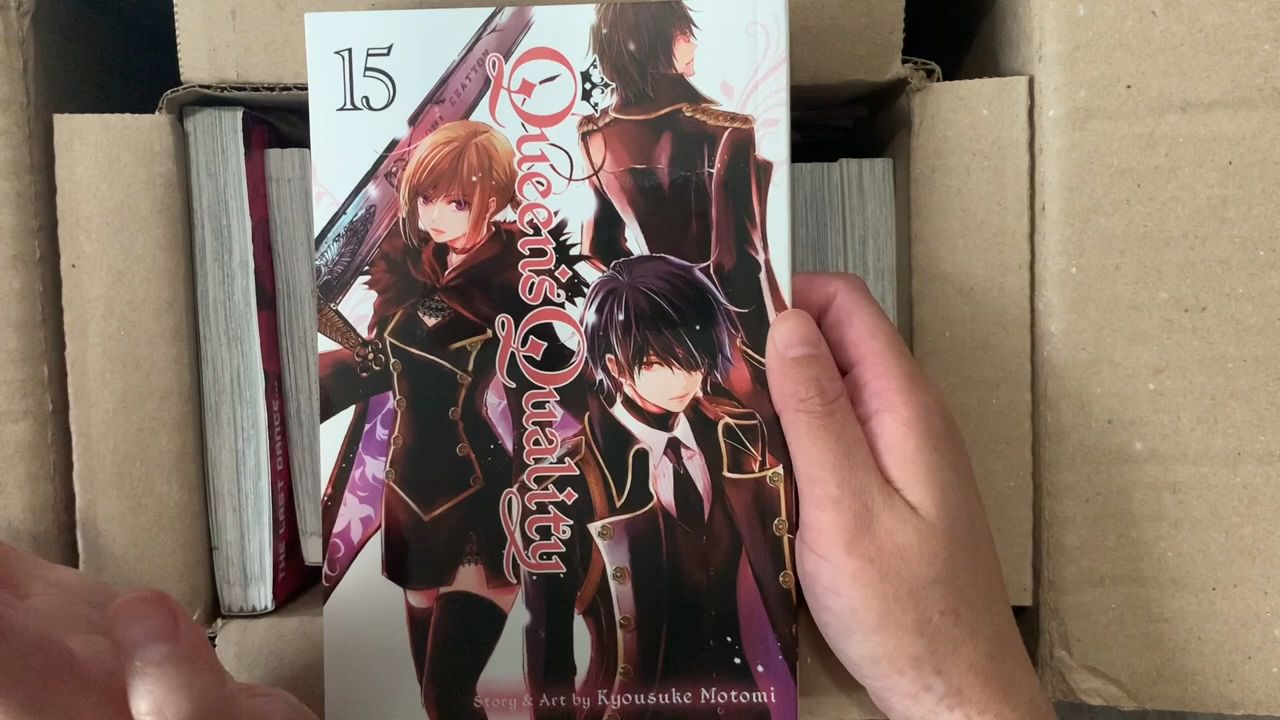 15
Queen's Quality
Story & Art by Kyousuke Motomi
THE LAST DANCE...